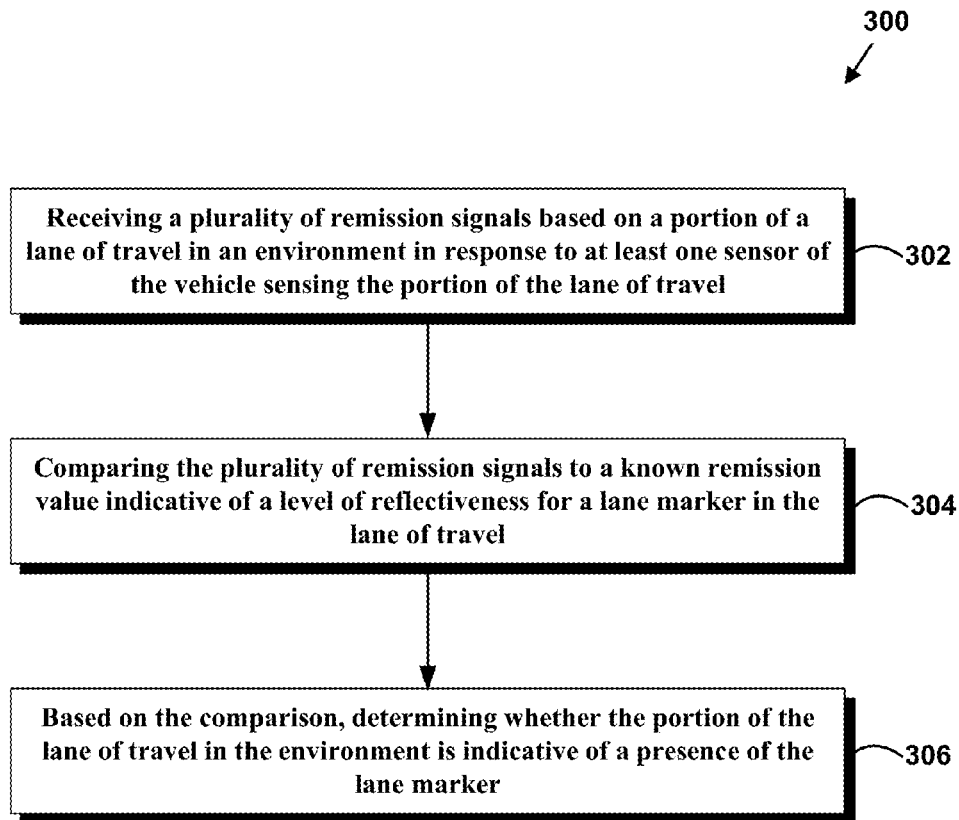 300
Receiving a plurality of remission signals based on a portion of a
lane of travel in an environment in response to at least one sensor of
the vehicle sensing the portion of the lane of travel
302
Comparing the plurality of remission signals to a known remission
value indicative of a level of reflectiveness for a lane marker in the
lane of travel
304
Based on the comparison, determining whether the portion of the
lane of travel in the environment is indicative of a presence of the
lane marker
306